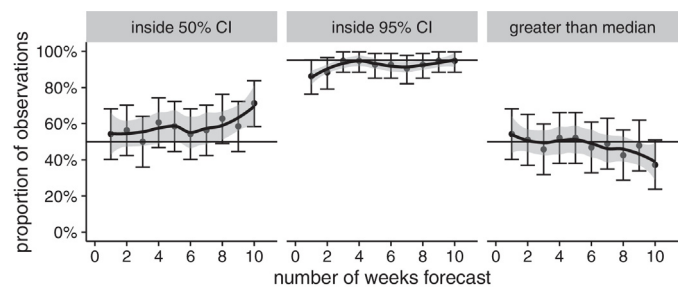 inside 50% CI
inside 95% CI
greater than median
proportion of observations
100%
80%
60%
40%
20%
0%
0 2 4 6 8 10
0 2 4 6 8 10
0 2 4 6 8 10
number of weeks forecast